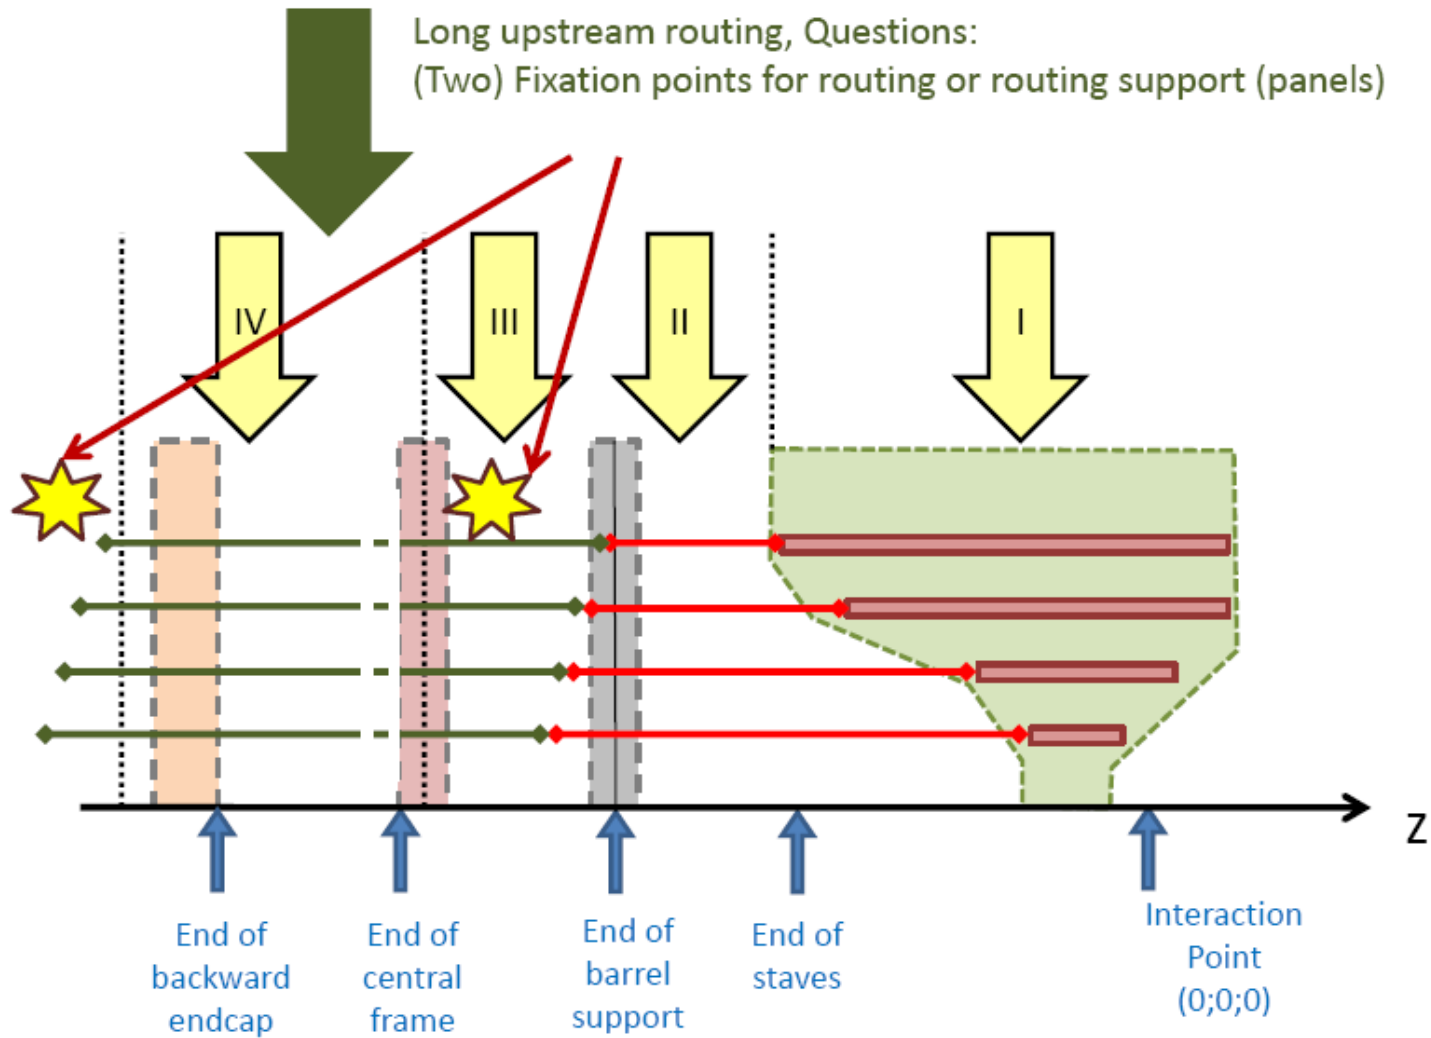 Long upstream routing, Questions:
(Two) Fixation points for routing or routing support (panels)
IV
III
II
I
Z
End of
backward
endcap
End of
central
frame
End of
barrel
support
End of
staves
Interaction
Point
(0;0;0)